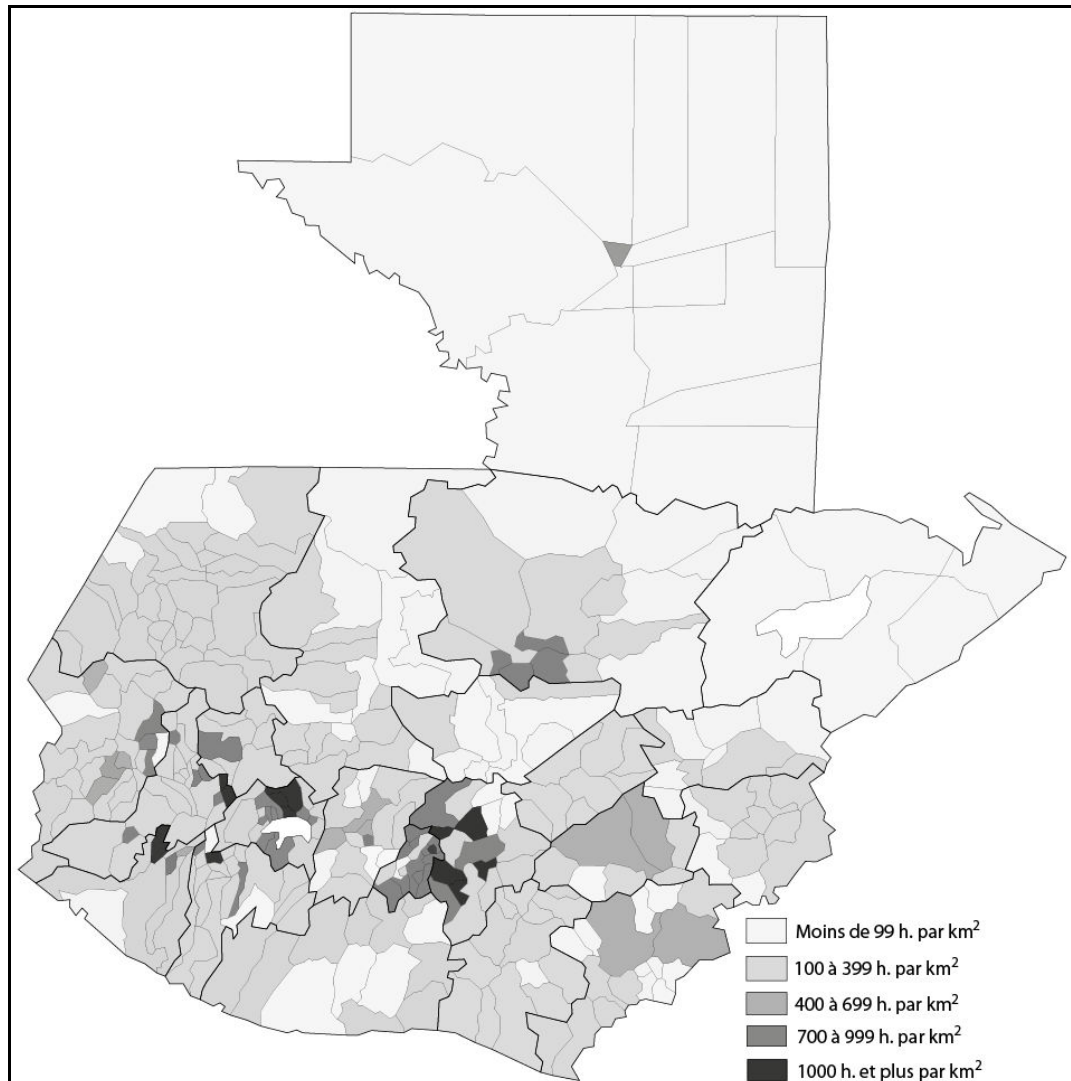 Moins de 99 h. par km²
100 à 399 h. par km²
400 à 699 h. par km²
700 à 999 h. par km²
1000 h. et plus par km²